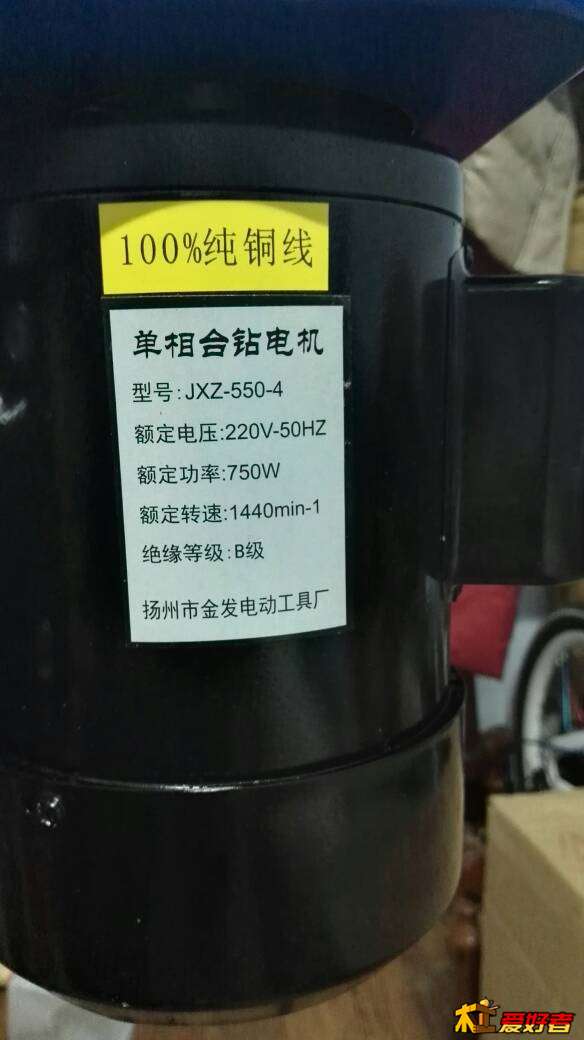 100%纯铜线
单相台钻电机
型号:JXZ-550-4
额定电压:220V-50HZ
额定功率:750W
额定转速:1440min-1
绝缘等级:B级
扬州市金发电动工具厂
木工爱好者